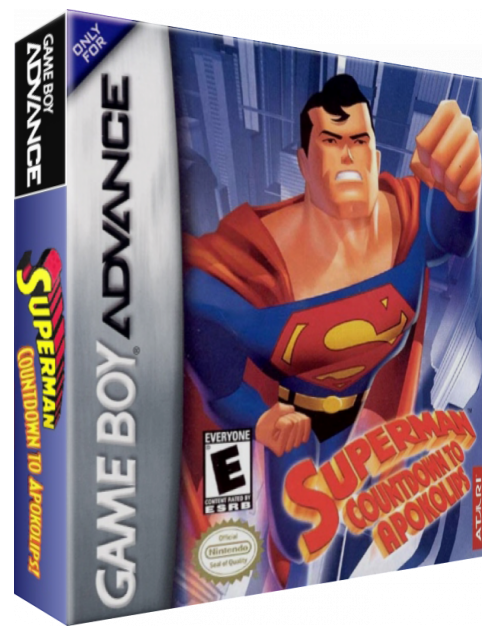 GAME BOY
ADVANCE
SUPERMAN
COUNTDOWN TO APOKOLIPS!
ONLY
FOR
GAME BOY ADVANCE
SUPERMAN
COUNTDOWN TO
APOKOLIPS
EVERYONE
E
CONTENT RATED BY
ESRB
Official
Nintendo
Seal of Quality
ATARI